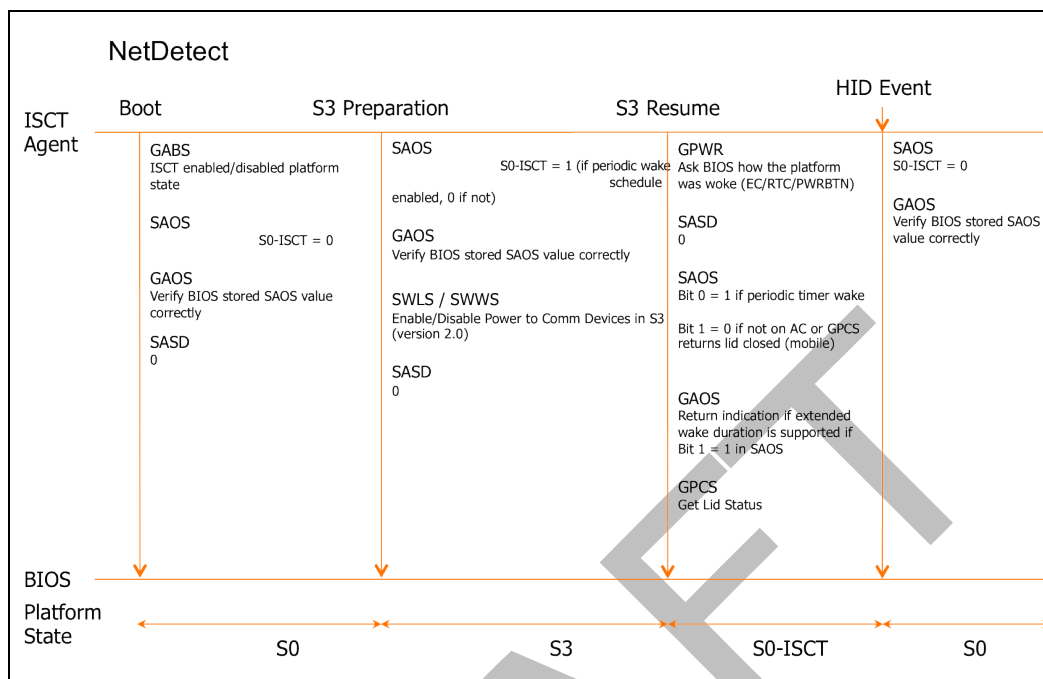 NetDetect
HID Event
Boot
S3 Preparation
S3 Resume
ISCT
Agent
GABS
ISCT enabled/disabled platform
state
SAOS
S0-ISCT = 0
GAOS
Verify BIOS stored SAOS value
correctly
SASD
0
SAOS
S0-ISCT = 1 (if periodic wake
schedule
enabled, 0 if not)
GAOS
Verify BIOS stored SAOS value correctly
SWLS / SWWS
Enable/Disable Power to Comm Devices in S3
(version 2.0)
SASD
0
GPWR
Ask BIOS how the platform
was woke (EC/RTC/PWRBTN)
SASD
0
SAOS
Bit 0 = 1 if periodic timer wake
Bit 1 = 0 if not on AC or GPCS
returns lid closed (mobile)
GAOS
Return indication if extended
wake duration is supported if
Bit 1 = 1 in SAOS
GPCS
Get Lid Status
SAOS
S0-ISCT = 0
GAOS
Verify BIOS stored SAOS
value correctly
BIOS
Platform
State
S0
S3
S0-ISCT
S0